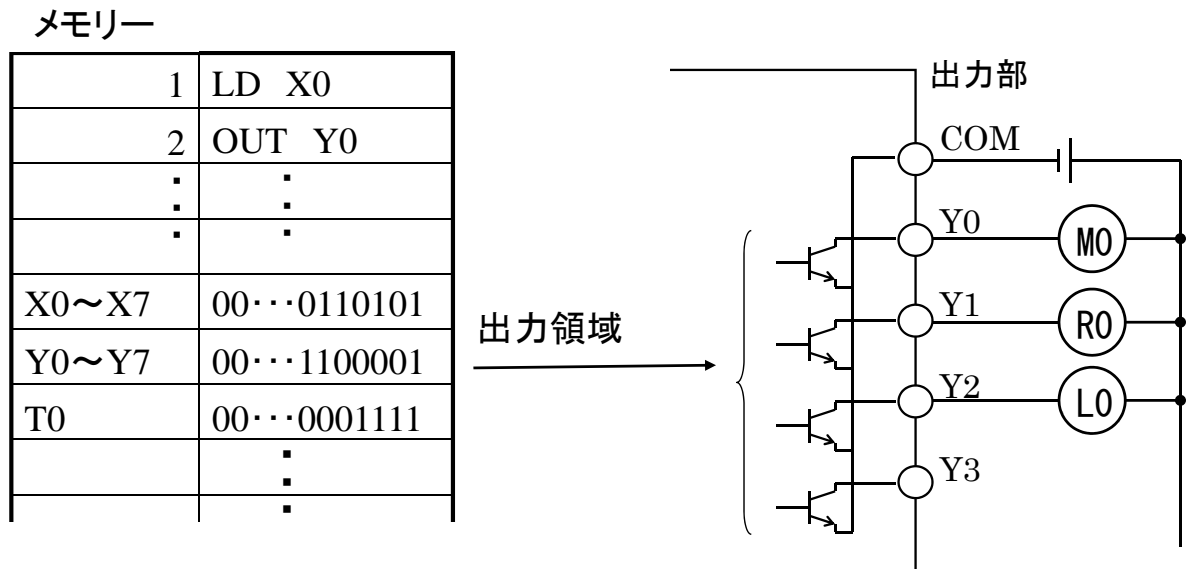 メモリー
1 LD X0
2 OUT Y0
X0～X7 00···0110101
Y0～Y7 00···1100001
T0 00···0001111
出力領域
出力部
COM
Y0
M0
Y1
R0
Y2
L0
Y3